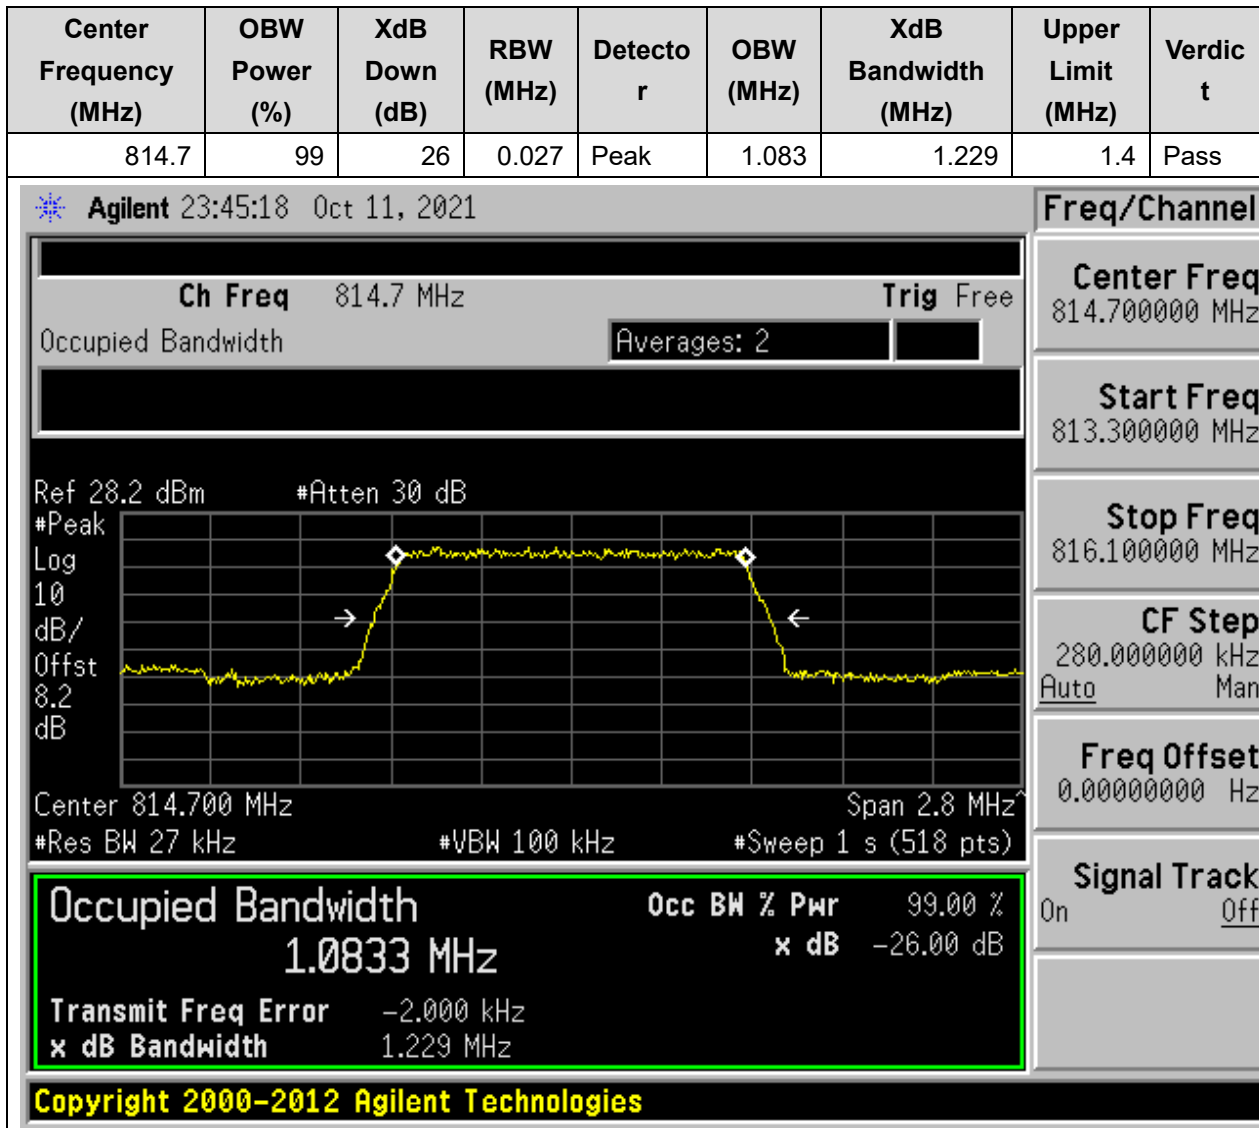 Center Frequency (MHz) OBW Power (%) XdB Down (dB) RBW (MHz) Detecto r OBW (MHz) XdB Bandwidth (MHz) Upper Limit (MHz) Verdic t
814.7 99 26 0.027 Peak 1.083 1.229 1.4 Pass
Agilent 23:45:18 Oct 11, 2021
Ch Freq 814.7 MHz Trig Free
Occupied Bandwidth Averages: 2
Ref 28.2 dBm #Atten 30 dB
#Peak
Log
10
dB/
Offst
8.2
dB
Center 814.700 MHz Span 2.8 MHz^
#Res BW 27 kHz #VBW 100 kHz #Sweep 1 s (518 pts)
Occupied Bandwidth Occ BW % Pwr 99.00 %
1.0833 MHz x dB -26.00 dB
Transmit Freq Error -2.000 kHz
x dB Bandwidth 1.229 MHz
Copyright 2000-2012 Agilent Technologies
Freq/Channel
Center Freq
814.700000 MHz
Start Freq
813.300000 MHz
Stop Freq
816.100000 MHz
CF Step
280.000000 kHz
Auto Man
Freq Offset
0.00000000 Hz
Signal Track
On Off